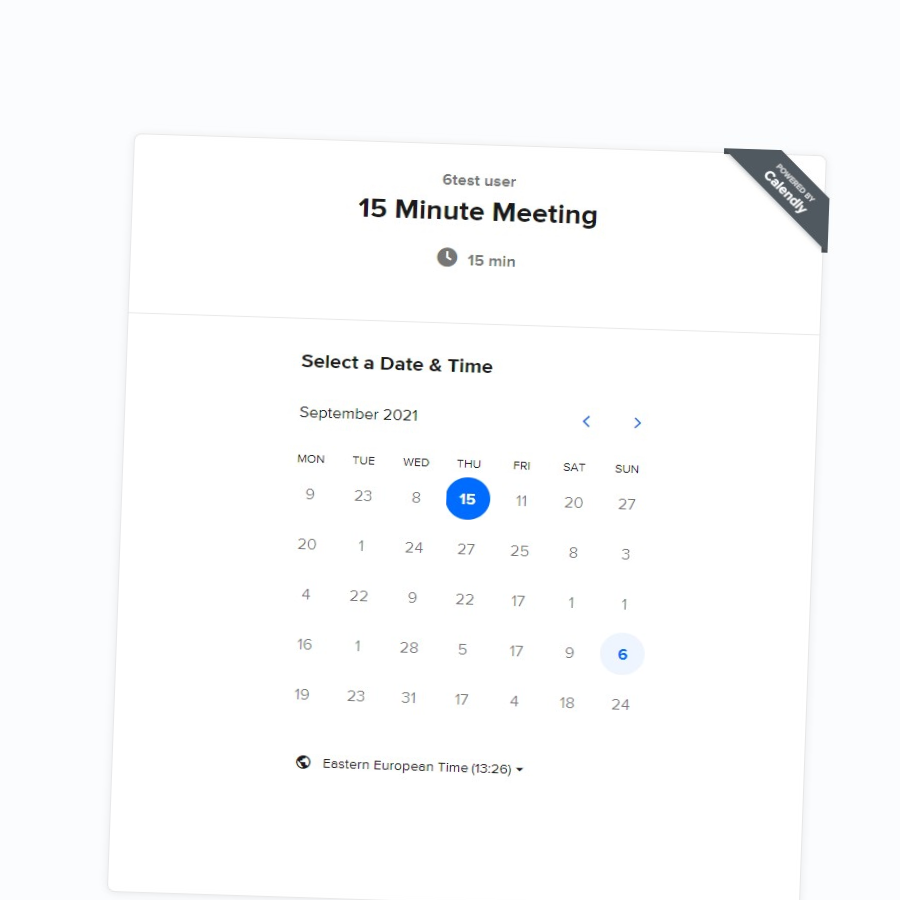 6test user
15 Minute Meeting
15 min
POWERED BY
Calendly
Select a Date & Time
September 2021
MON TUE WED THU FRI SAT SUN
9 23 8 15 11 20 27
20 1 24 27 25 8 3
4 22 9 22 17 1 1
16 1 28 5 17 9 6
19 23 31 17 4 18 24
Eastern European Time (13:26)